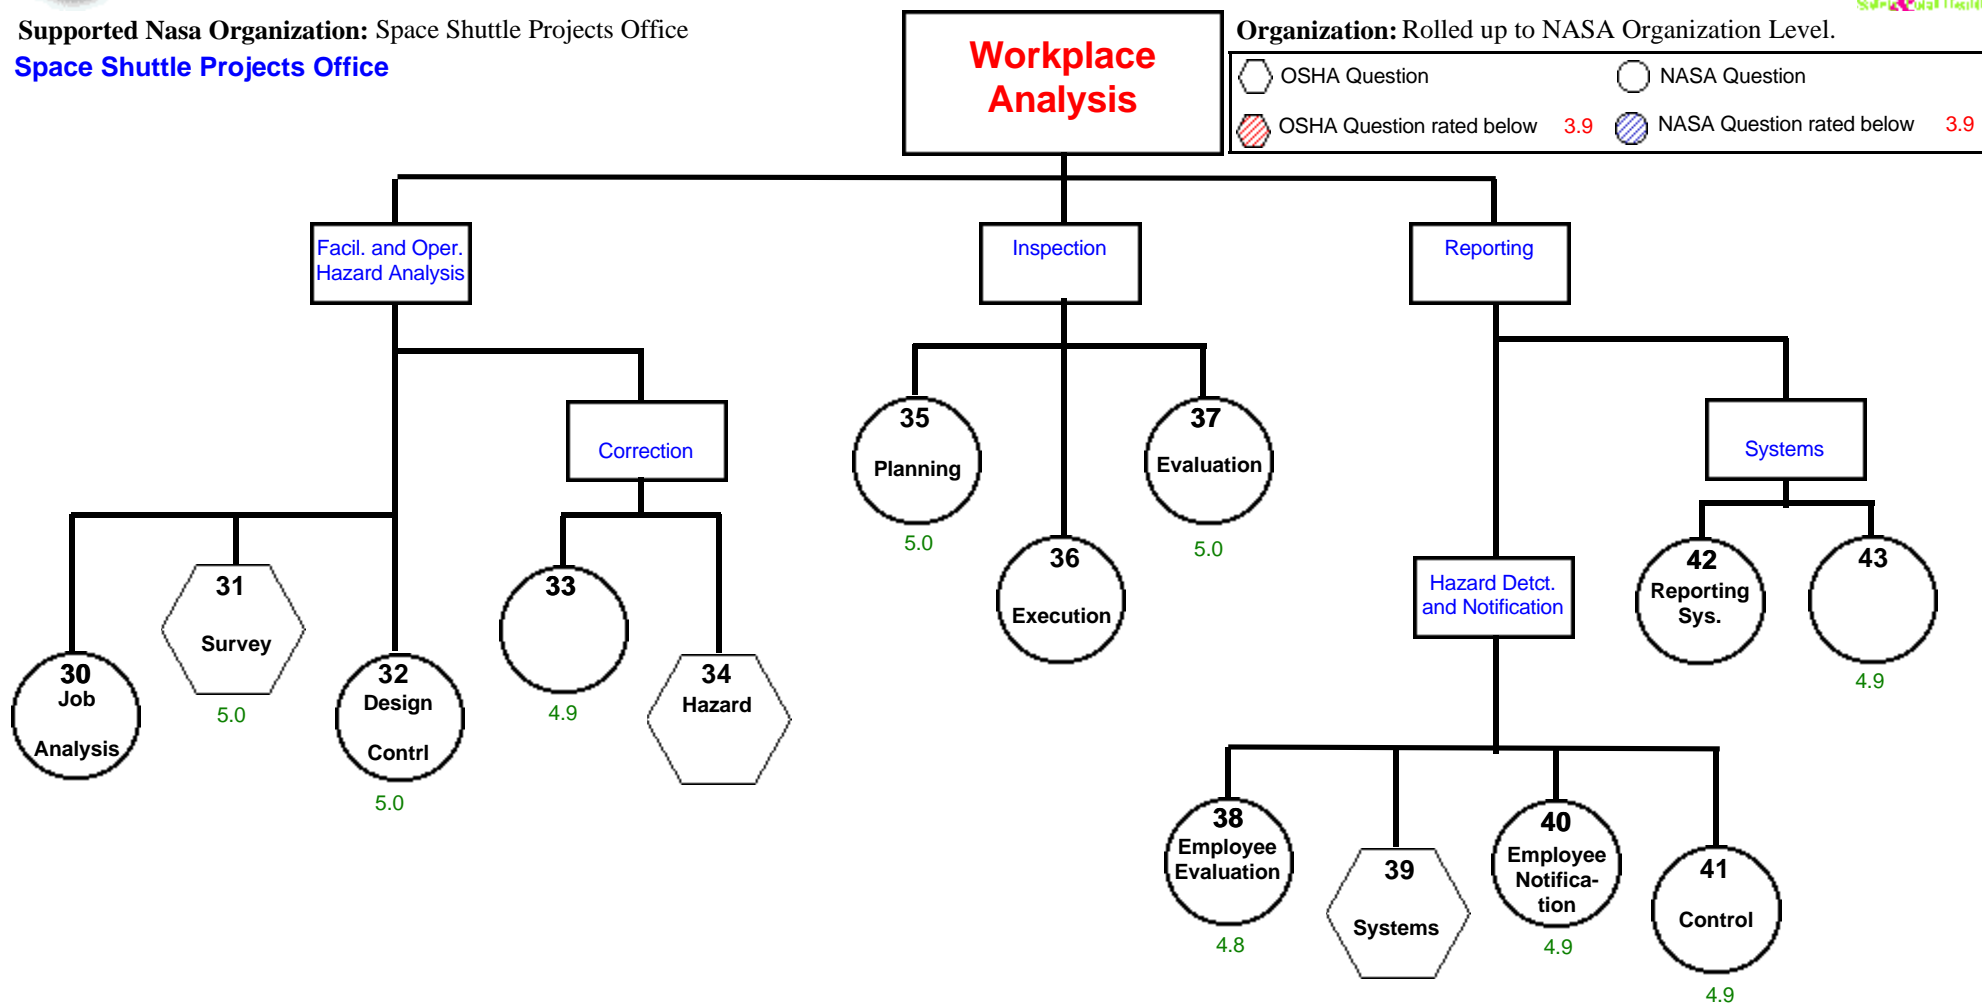 Supported Nasa Organization: Space Shuttle Projects Office
Space Shuttle Projects Office
Workplace
Analysis
Organization: Rolled up to NASA Organization Level.
OSHA Question
NASA Question
OSHA Question rated below 3.9
NASA Question rated below 3.9
Facil. and Oper.
Hazard Analysis
Inspection
Reporting
Correction
Systems
Hazard Detct.
and Notification
30
Job
Analysis
31
Survey
5.0
32
Design
Contrl
5.0
33
4.9
34
Hazard
35
Planning
5.0
36
Execution
37
Evaluation
5.0
42
Reporting
Sys.
43
4.9
38
Employee
Evaluation
4.8
39
Systems
40
Employee
Notifica-
tion
4.9
41
Control
4.9